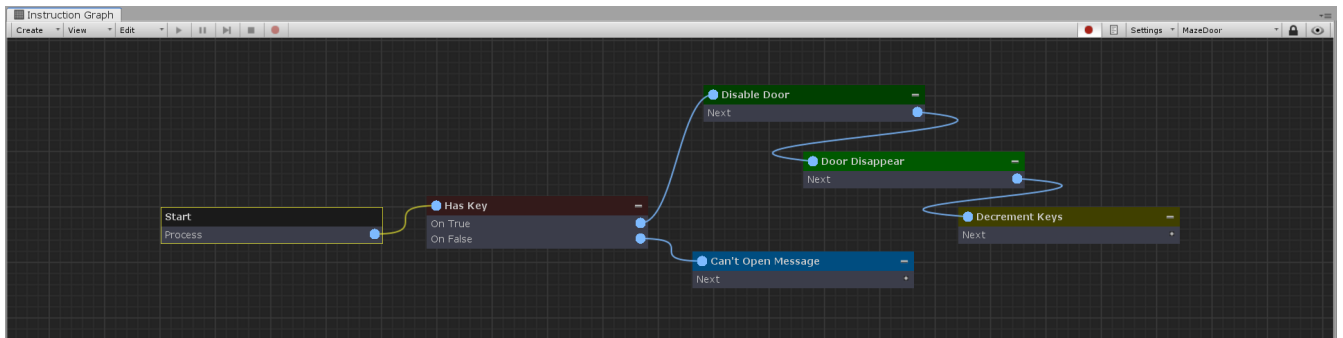 Instruction Graph
Create View Edit Settings MazeDoor
Disable Door
Next
Door Disappear
Next
Has Key
On True
On False
Start
Process
Decrement Keys
Next
Can't Open Message
Next